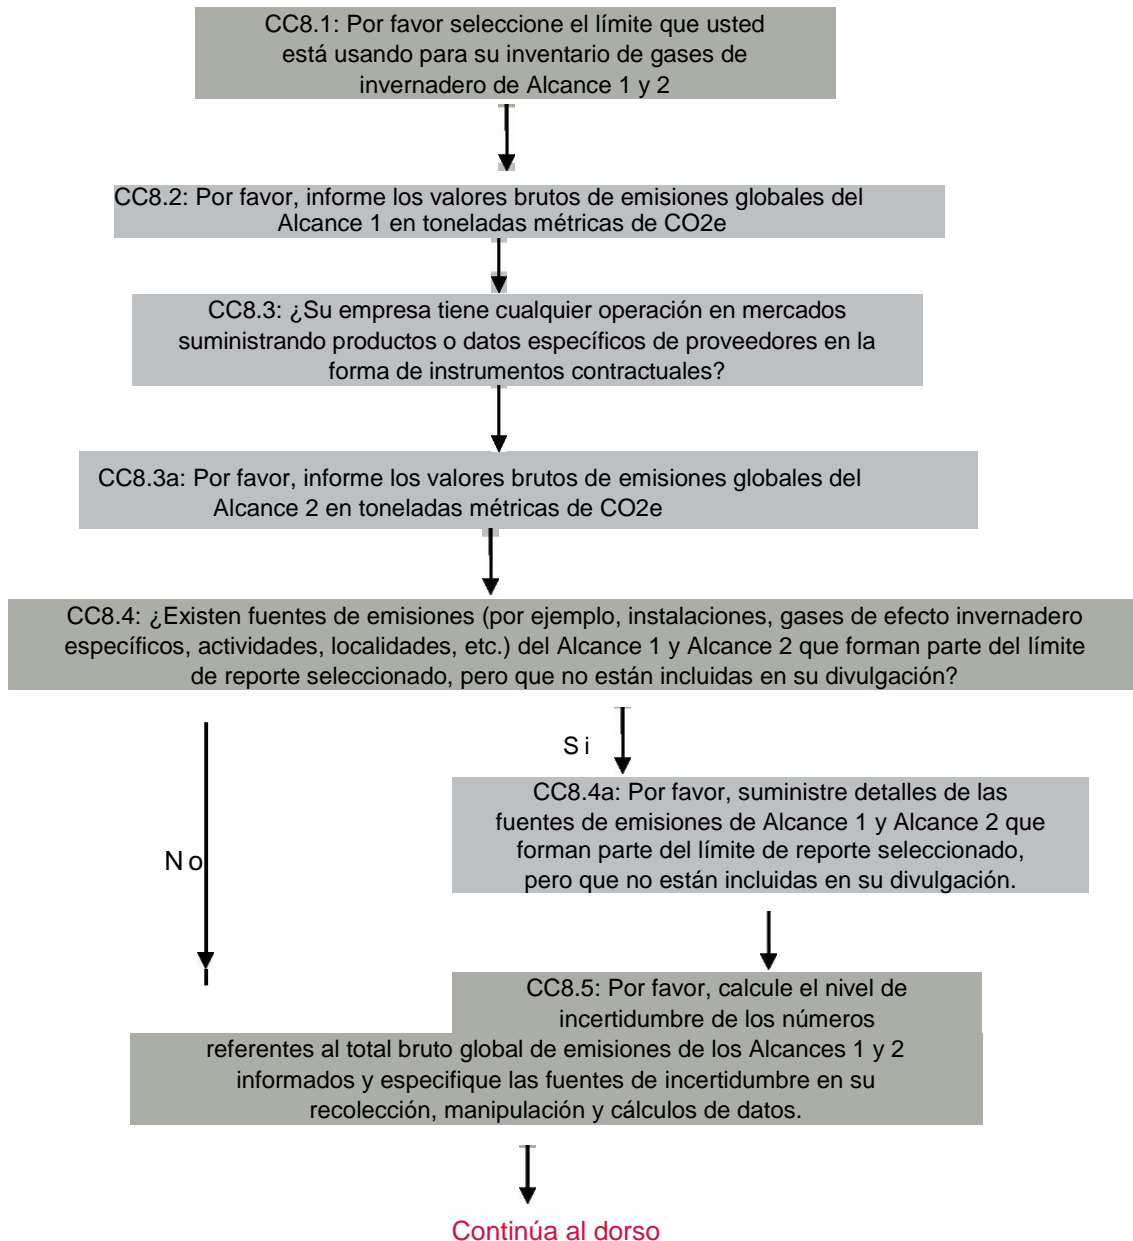 CC8.1: Por favor seleccione el límite que usted
está usando para su inventario de gases de
invernadero de Alcance 1 y 2
CC8.2: Por favor, informe los valores brutos de emisiones globales del
Alcance 1 en toneladas métricas de CO2e
CC8.3: ¿Su empresa tiene cualquier operación en mercados
suministrando productos o datos específicos de proveedores en la
forma de instrumentos contractuales?
CC8.3a: Por favor, informe los valores brutos de emisiones globales del
Alcance 2 en toneladas métricas de CO2e
CC8.4: ¿Existen fuentes de emisiones (por ejemplo, instalaciones, gases de efecto invernadero
específicos, actividades, localidades, etc.) del Alcance 1 y Alcance 2 que forman parte del límite
de reporte seleccionado, pero que no están incluidas en su divulgación?
Si
CC8.4a: Por favor, suministre detalles de las
fuentes de emisiones de Alcance 1 y Alcance 2 que
forman parte del límite de reporte seleccionado,
pero que no están incluidas en su divulgación.
No
CC8.5: Por favor, calcule el nivel de
incertidumbre de los números
referentes al total bruto global de emisiones de los Alcances 1 y 2
informados y especifique las fuentes de incertidumbre en su
recolección, manipulación y cálculos de datos.
Continúa al dorso